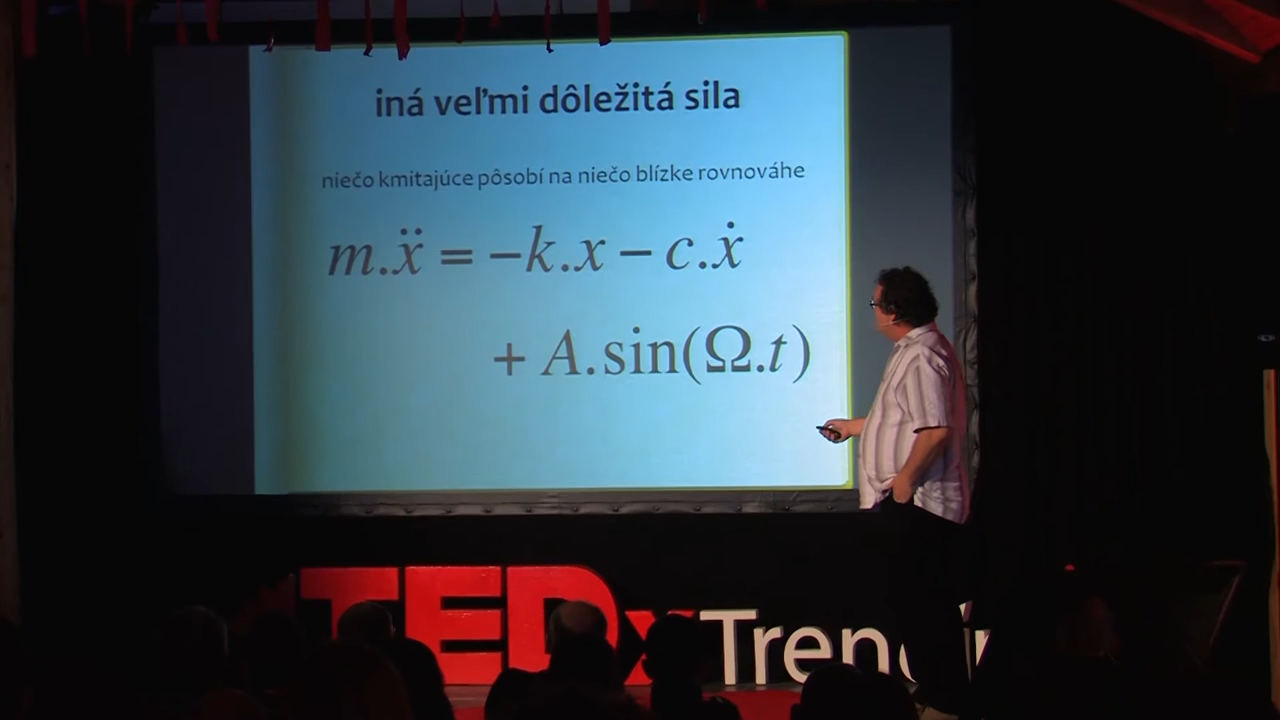 iná veľmi dôležitá sila
niečo kmitajúce pôsobí na niečo blízke rovnováhe
m.ẍ = −k.x − c.ẋ
+ A.sin(Ω.t)
TEDx